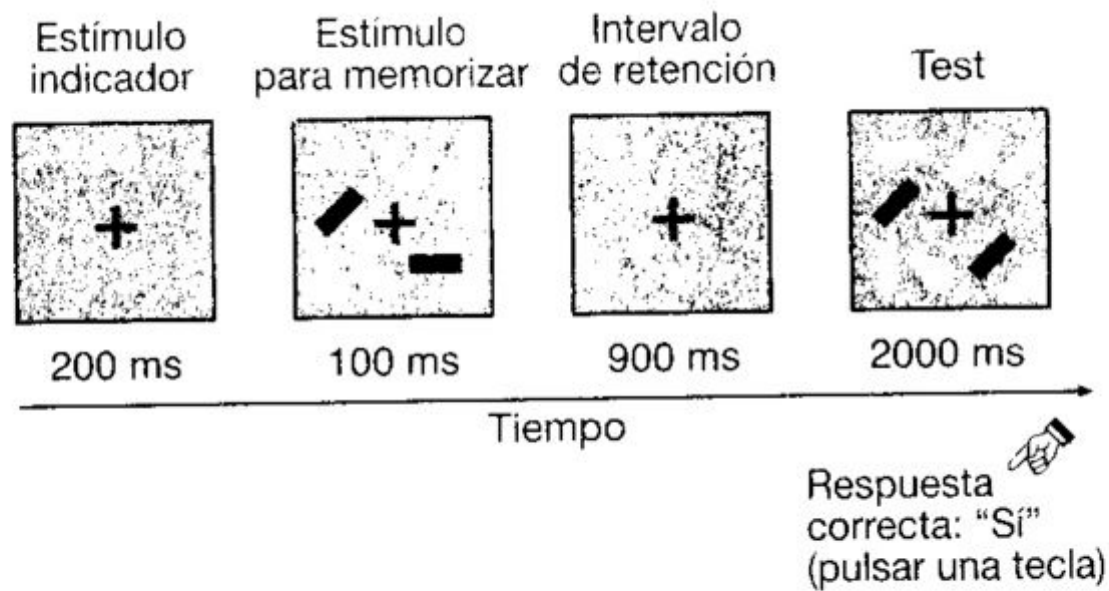 Estímulo
indicador
Estímulo
para memorizar
Intervalo
de retención
Test
200 ms
100 ms
900 ms
2000 ms
Tiempo
Respuesta
correcta: “Sí”
(pulsar una tecla)